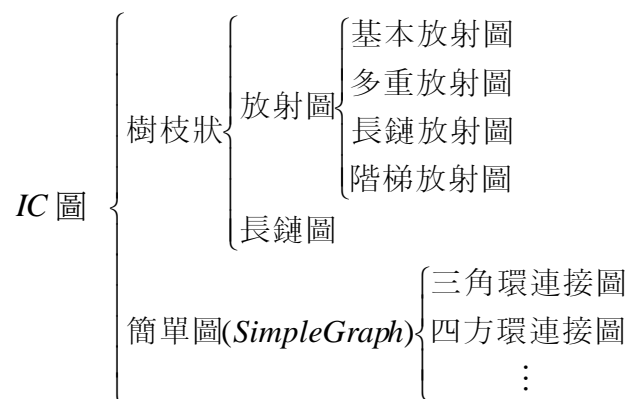 基本放射圖
多重放射圖
放射圖
長鏈放射圖
樹枝狀
階梯放射圖
IC 圖
長鏈圖
三角環連接圖
簡單圖(SimpleGraph)
四方環連接圖
⋮